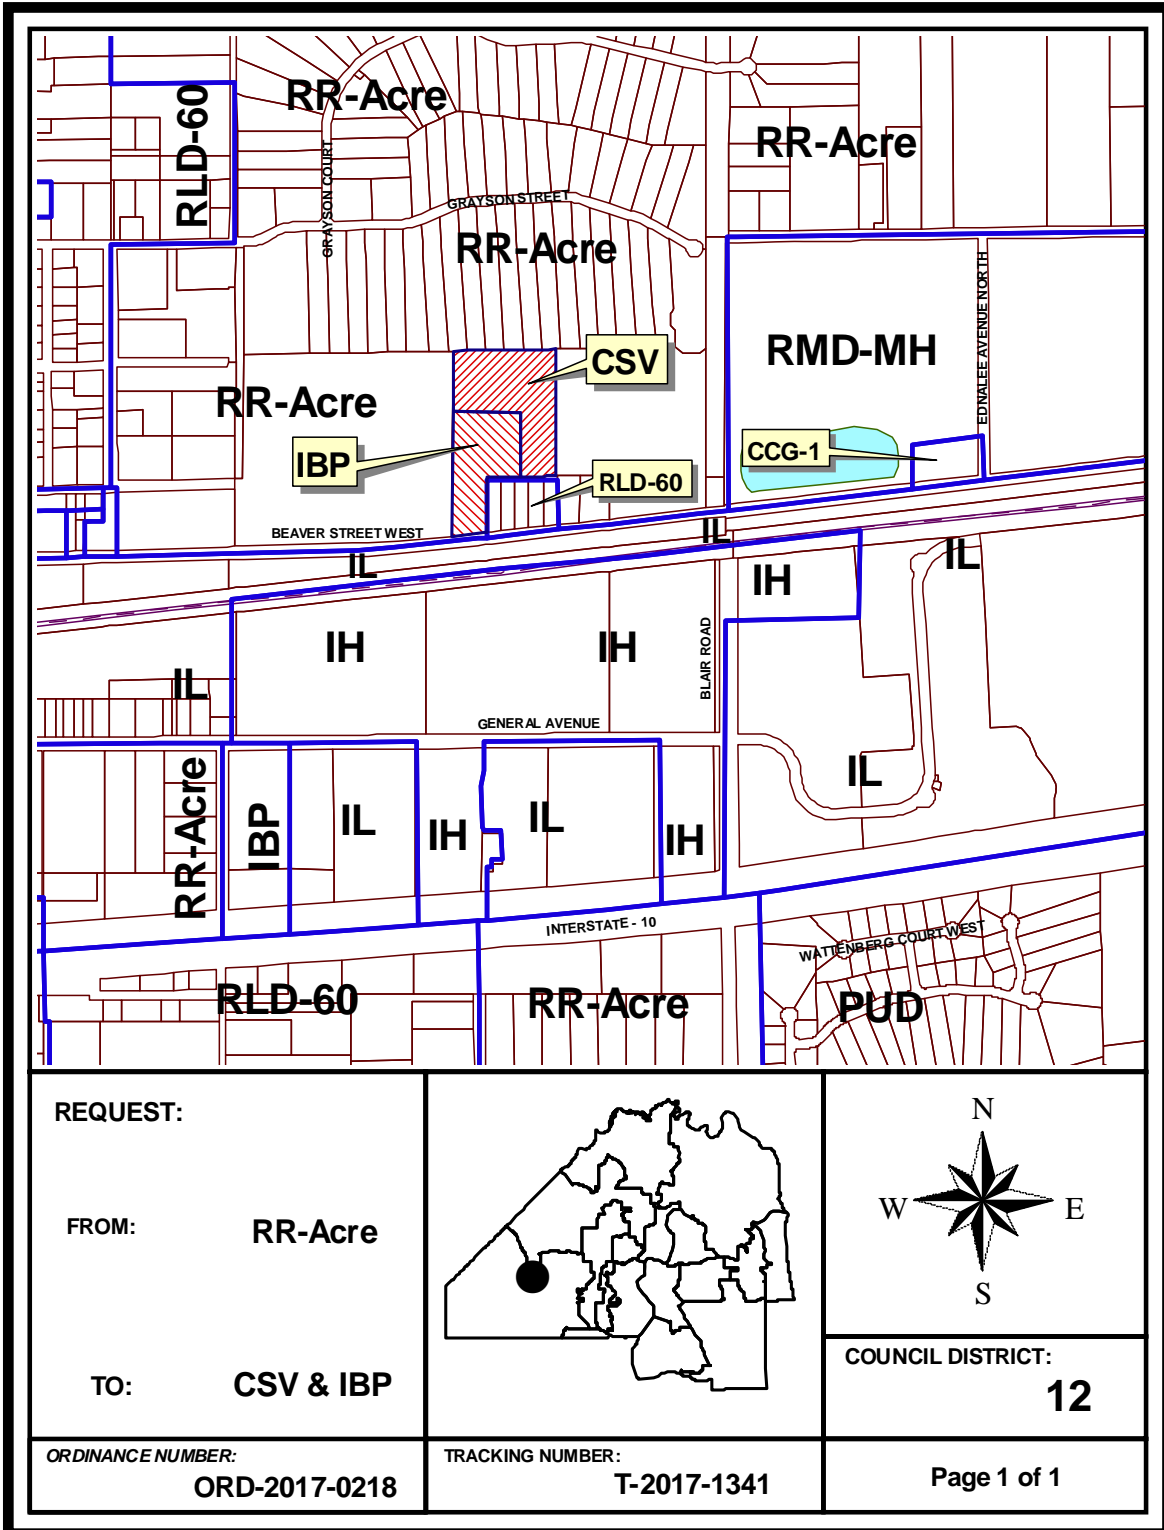 RR-Acre
RLD-60
RR-Acre
GRAYSON COURT
GRAYSON STREET
RR-Acre
EDNALEE AVENUE NORTH
RMD-MH
CSV
RR-Acre
CCG-1
IBP
RLD-60
BEAVER STREET WEST
IL
IL
IL
IH
IH
IH
BLAIR ROAD
IL
GENERAL AVENUE
RR-Acre
IBP
IL
IH
IL
IH
IL
INTERSTATE - 10
WATTENBERG COURT WEST
RLD-60
RR-Acre
PUD
REQUEST:
FROM: RR-Acre
TO: CSV & IBP
N
W E
S
COUNCIL DISTRICT:
12
ORDINANCE NUMBER:
ORD-2017-0218
TRACKING NUMBER:
T-2017-1341
Page 1 of 1